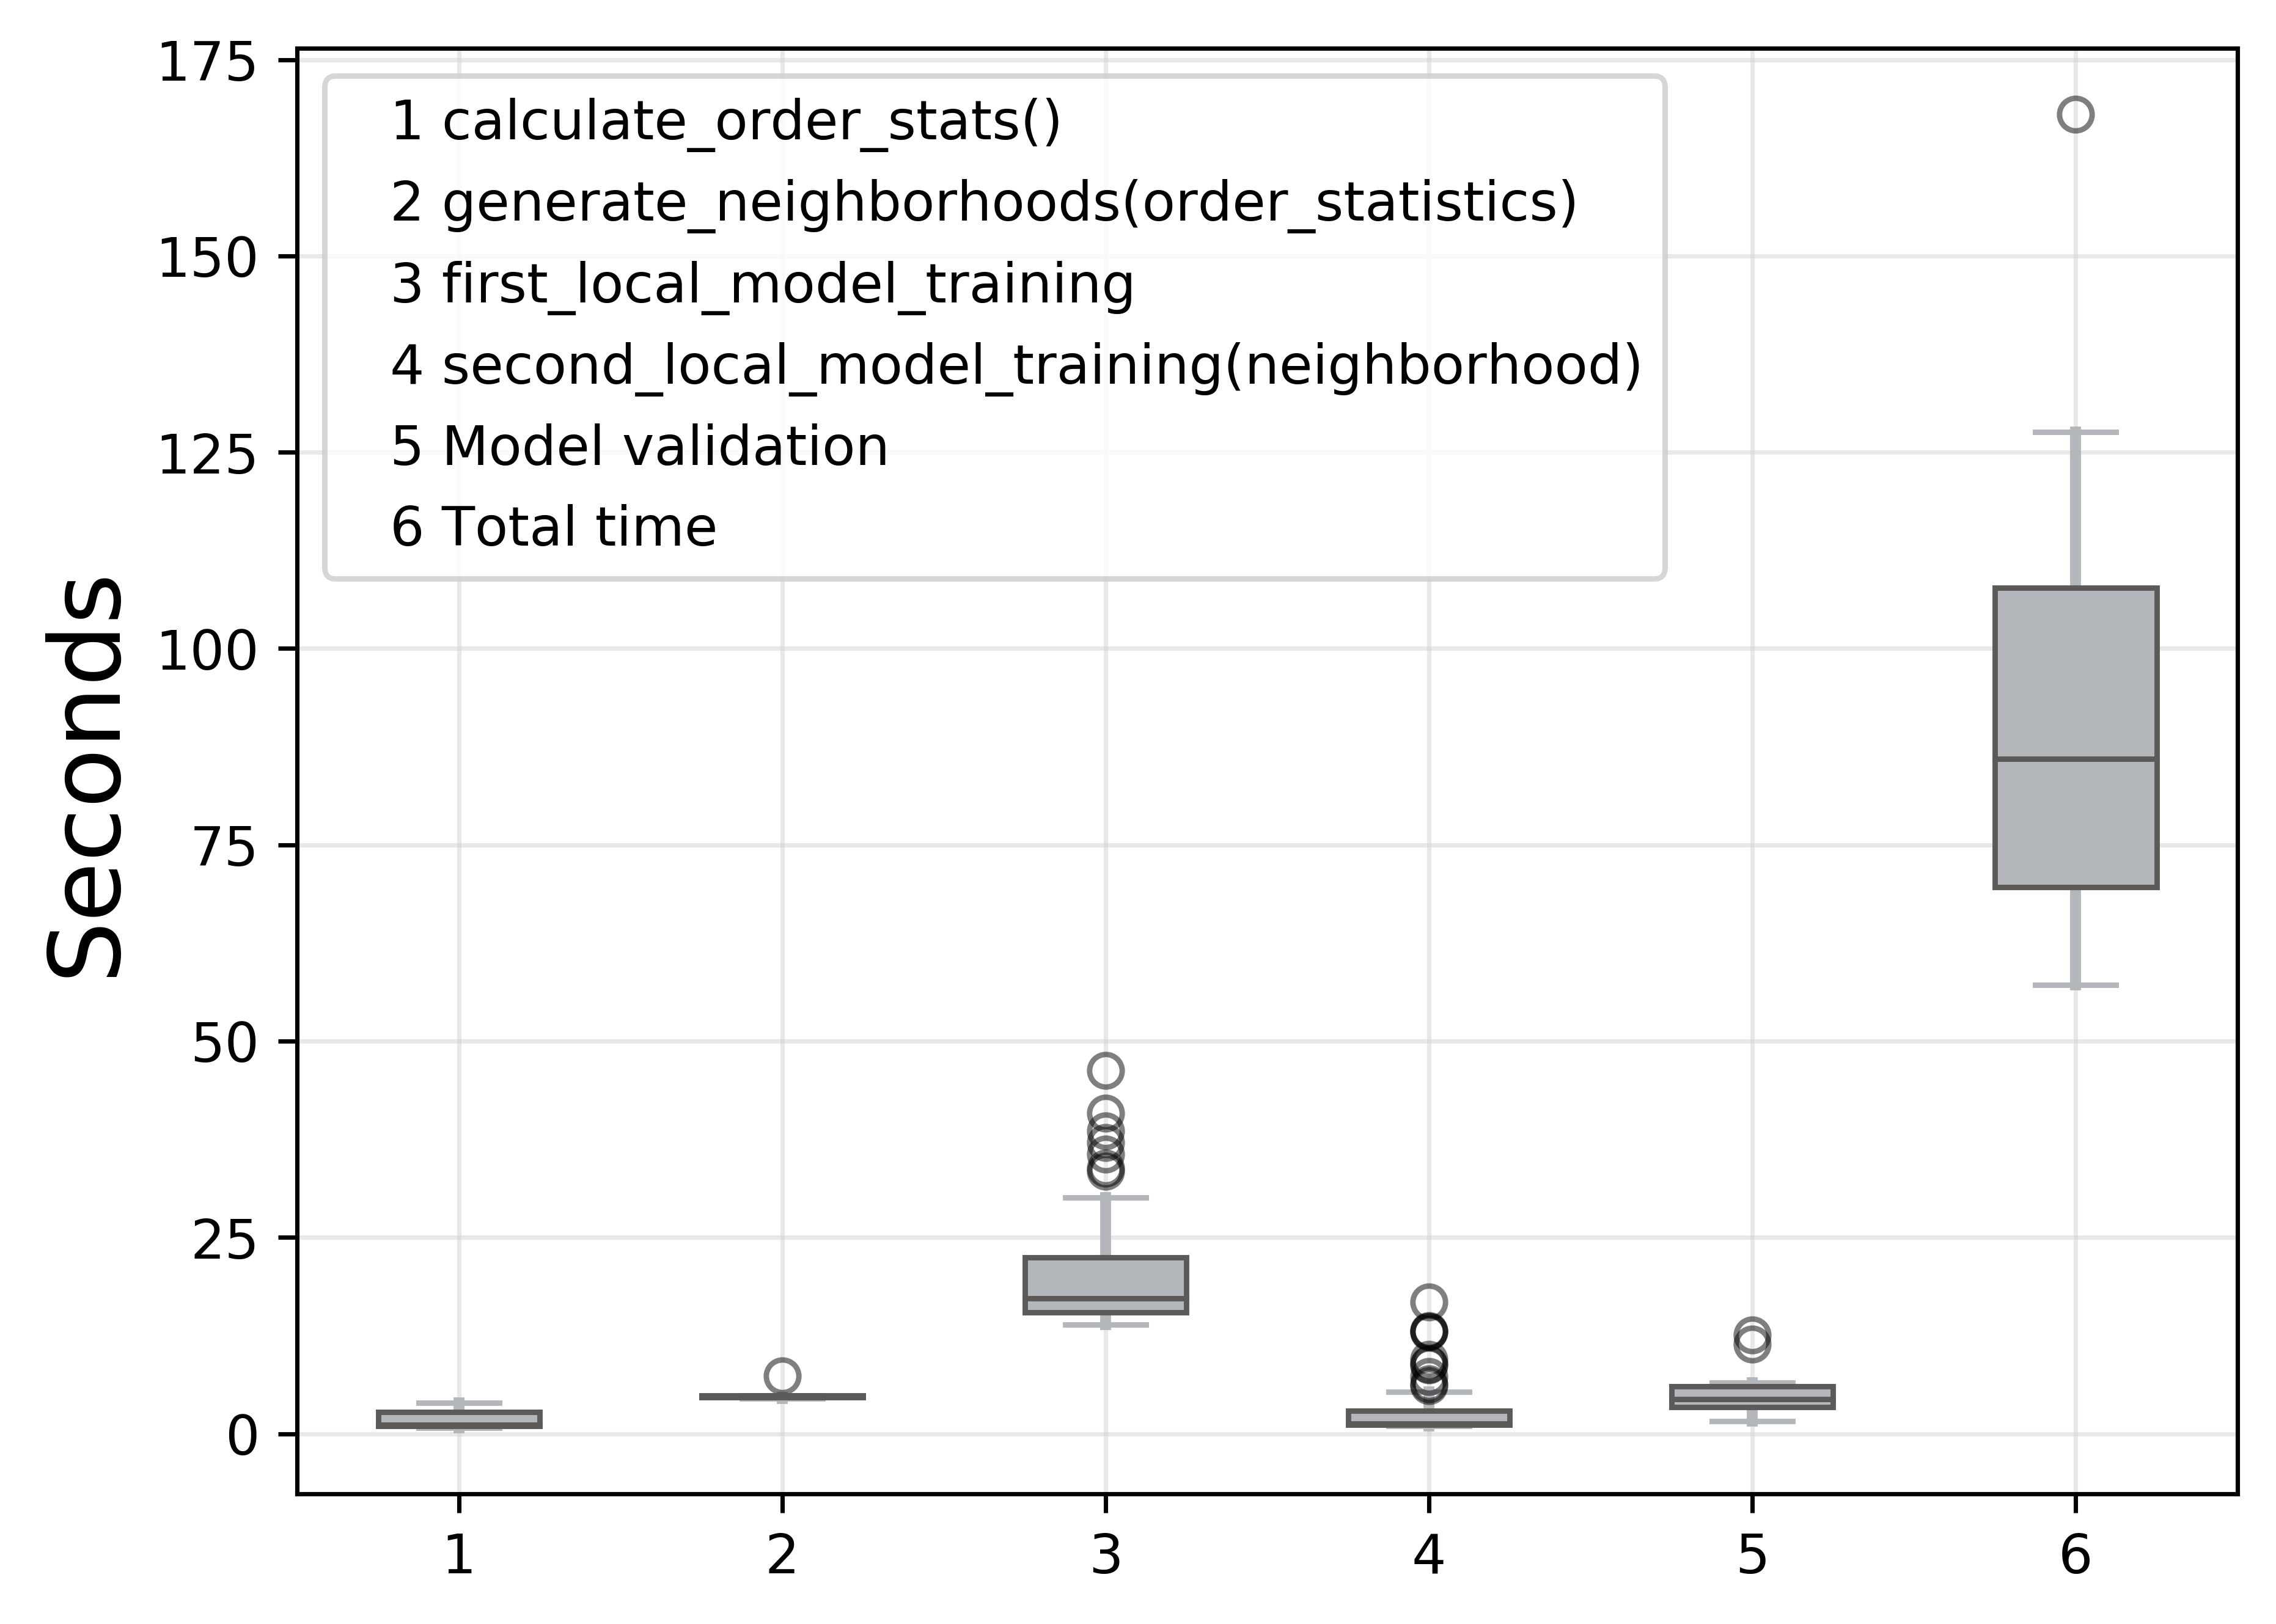 175
150
125
100
75
50
25
0
Seconds
1 calculate_order_stats()
2 generate_neighborhoods(order_statistics)
3 first_local_model_training
4 second_local_model_training(neighborhood)
5 Model validation
6 Total time
1 2 3 4 5 6